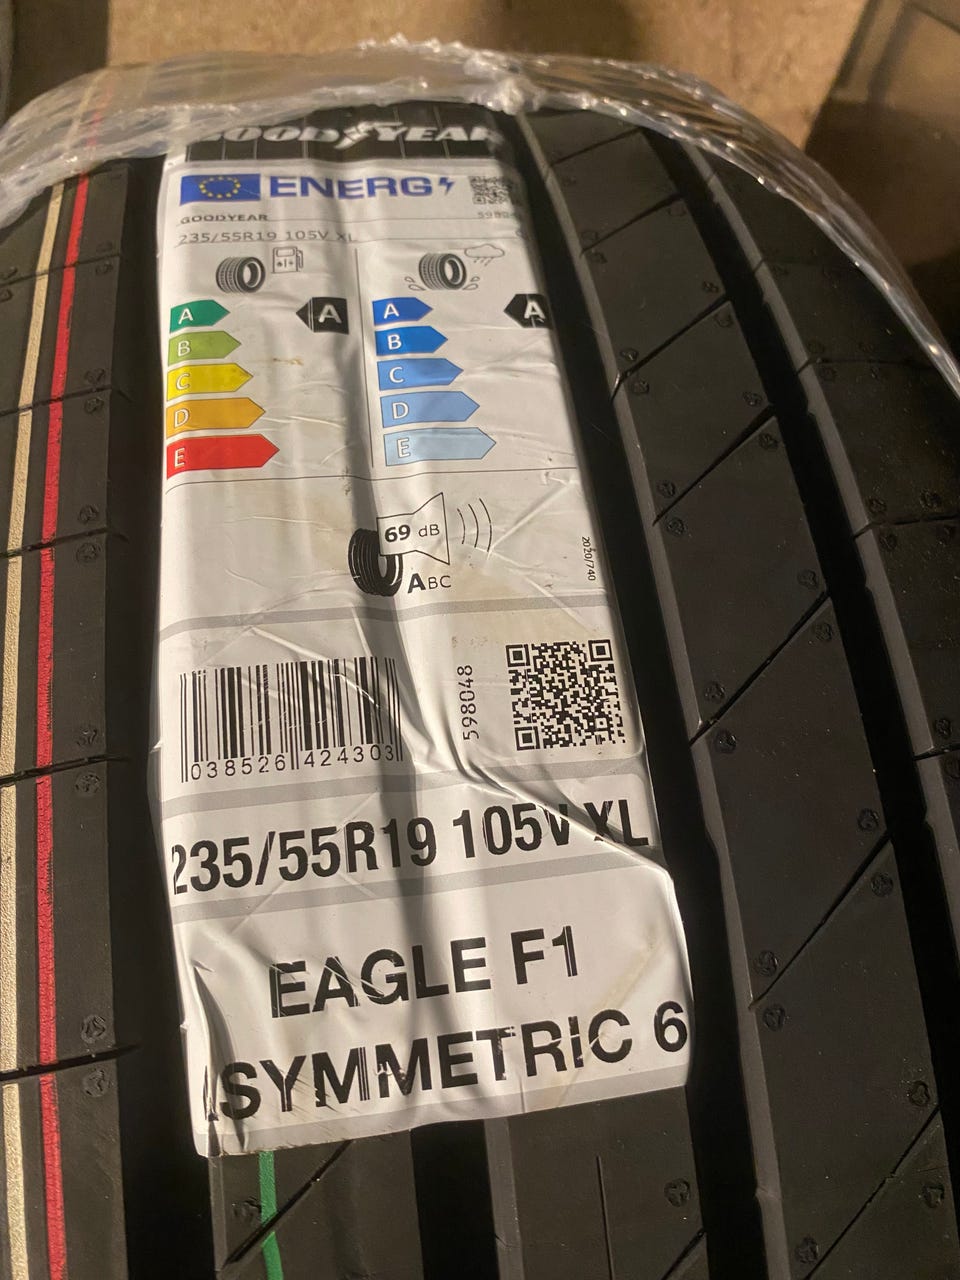 GOODYEAR
ENERG
GOODYEAR
235/55R19 105V XL
A A
B
C
D
E
A A
B
C
D
E
69 dB
ABC
2020/740
038526 424303
598048
235/55R19 105V XL
EAGLE F1
ASYMMETRIC 6